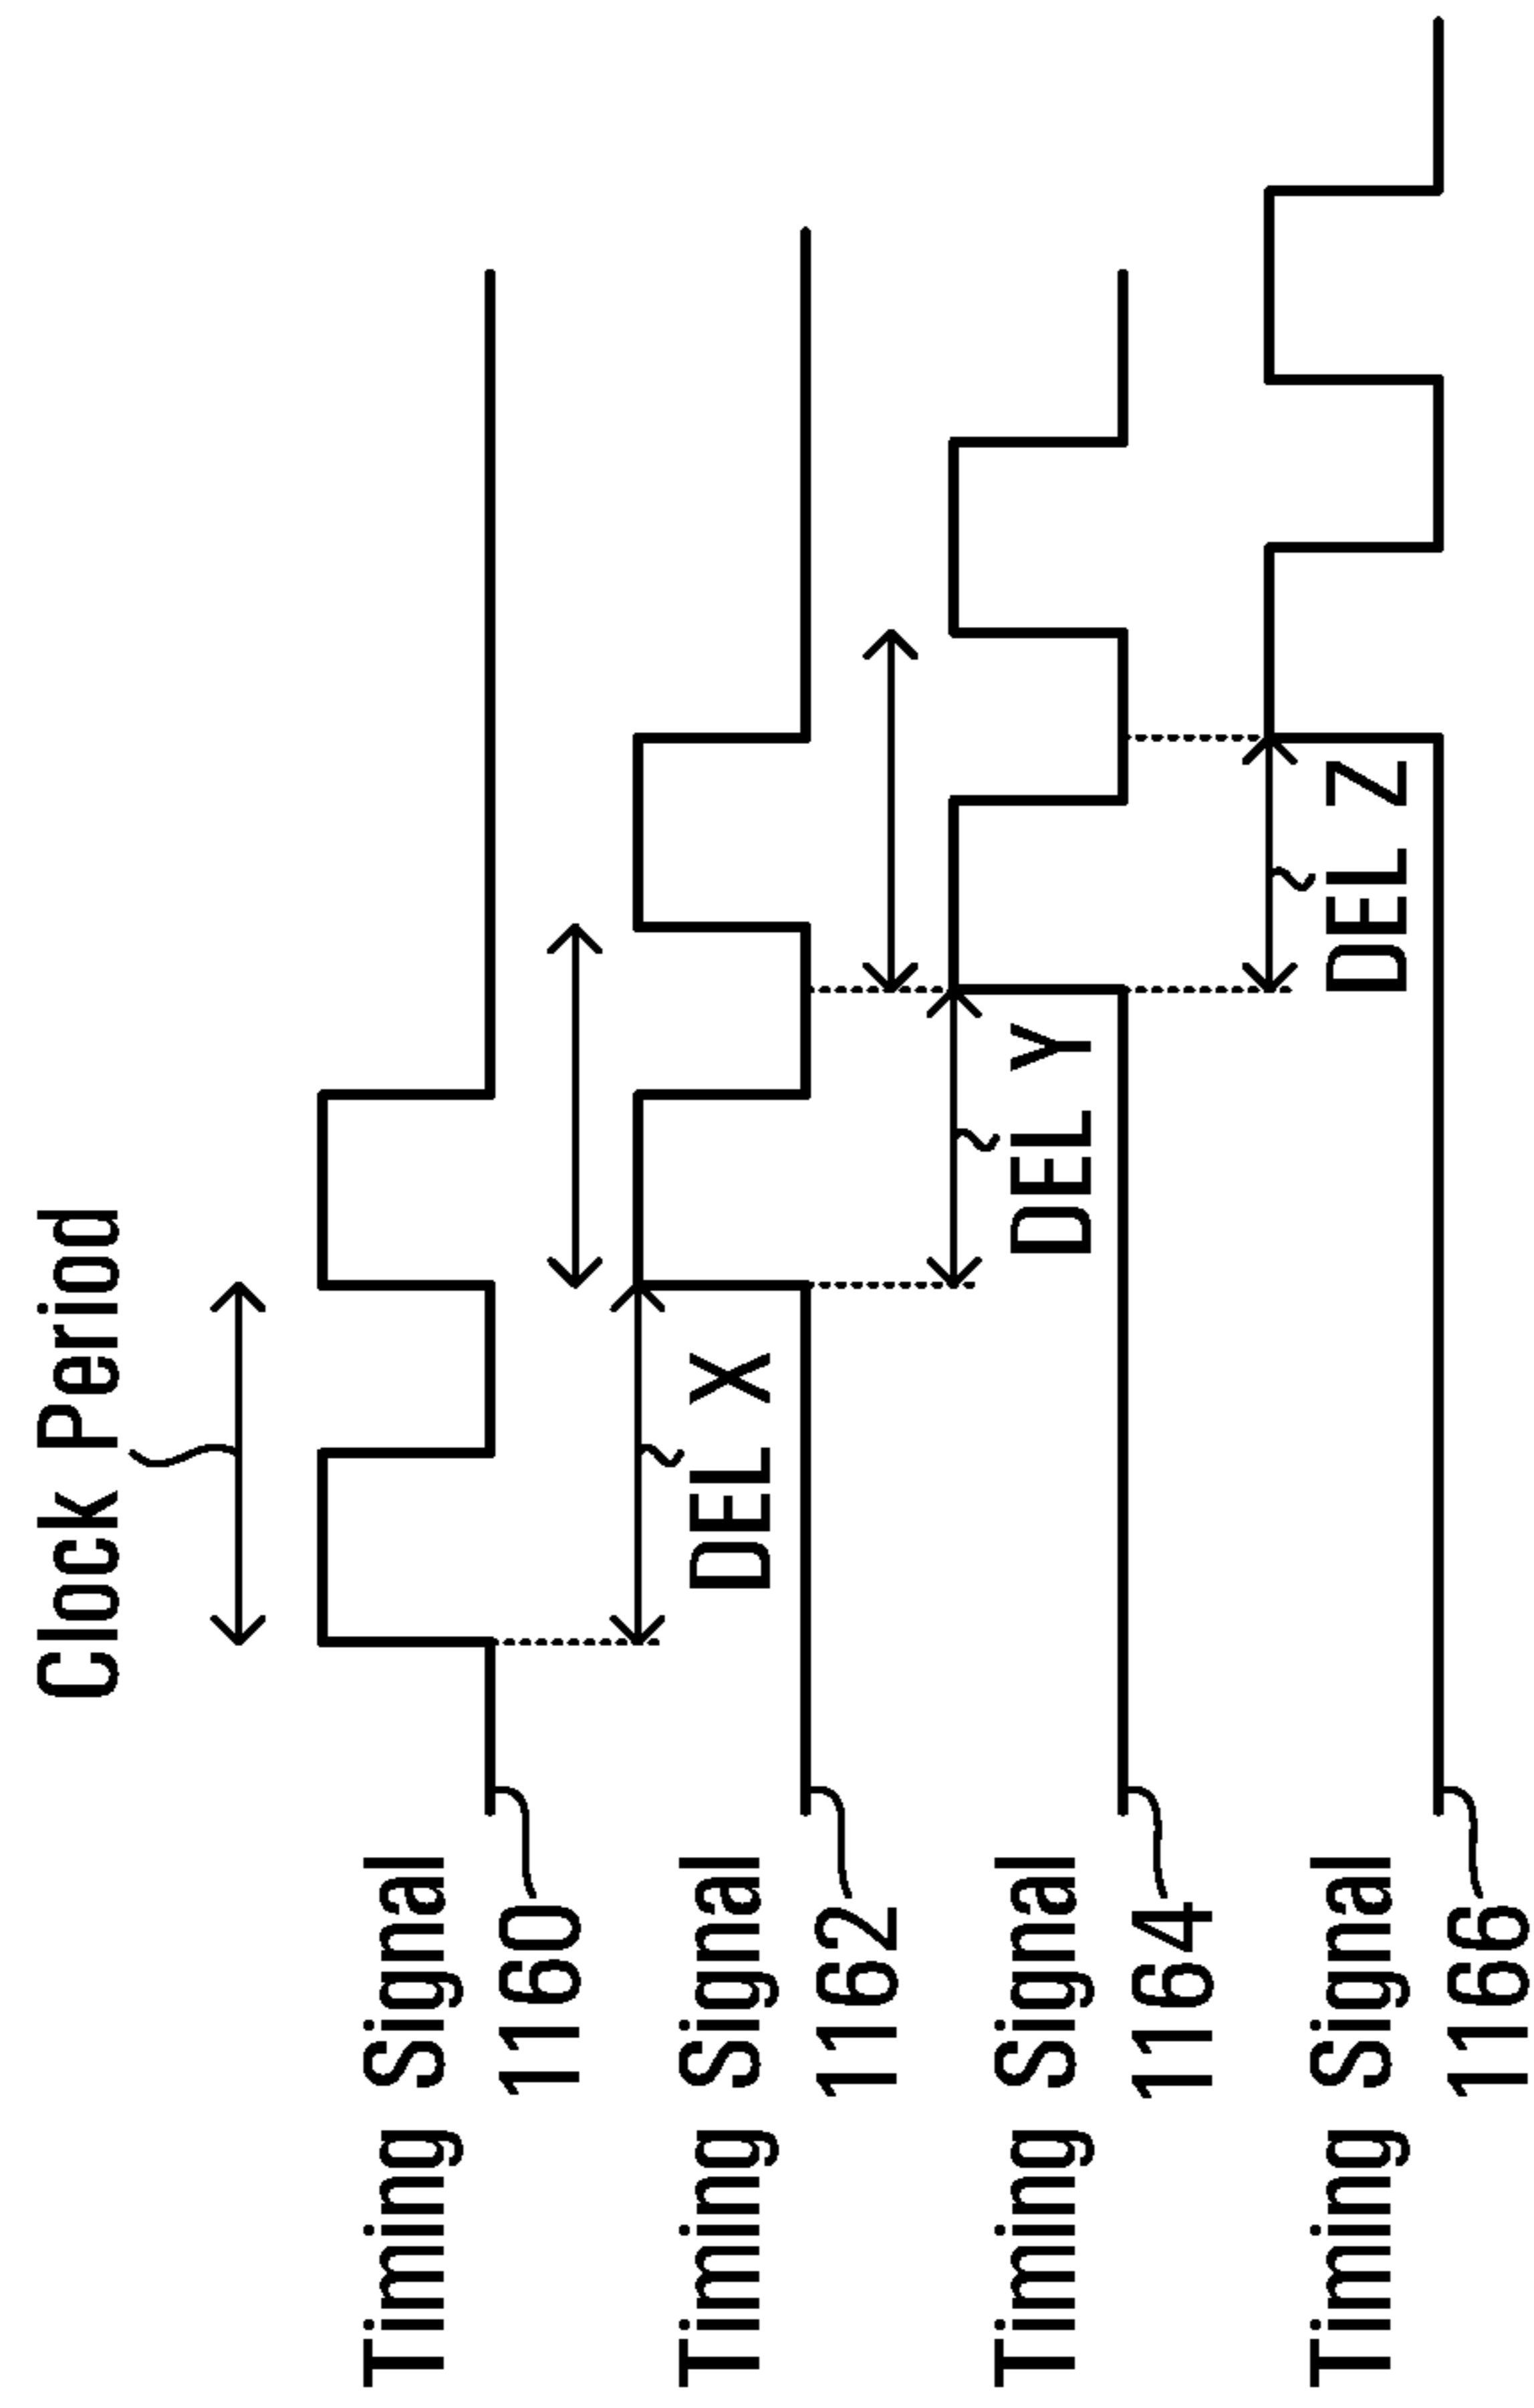 Clock Period
Timing Signal
1160
DEL X
Timing Signal
1162
DEL Y
Timing Signal
1164
DEL Z
Timing Signal
1166